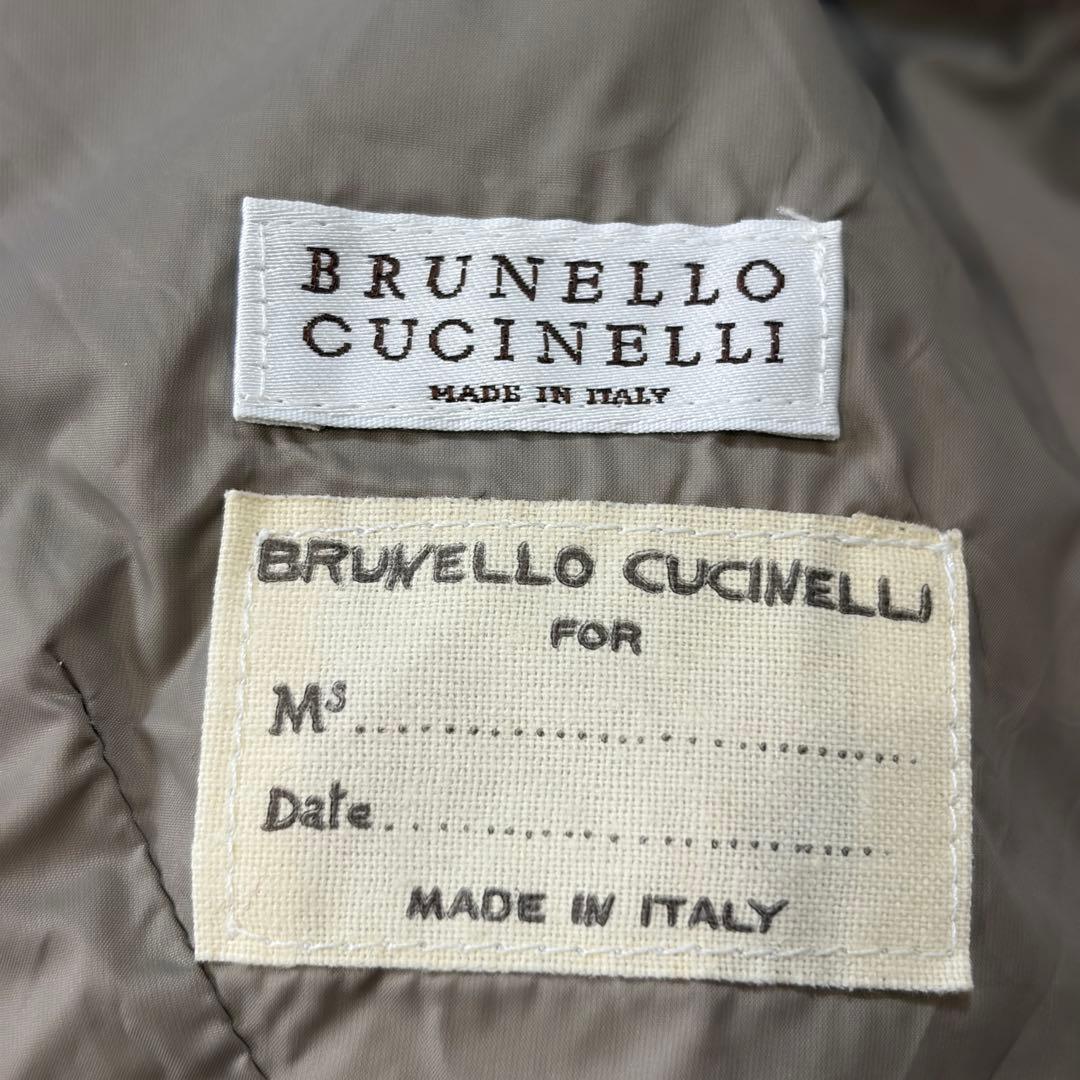 BRUNELLO
CUCINELLI
MADE IN ITALY
BRUNELLO CUCINELLI
FOR
Ms.............................
Date.............................
MADE IN ITALY